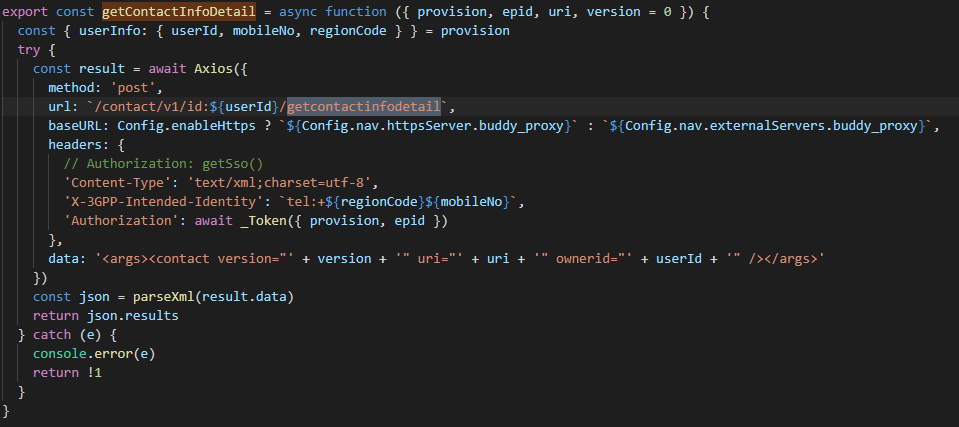 export const getContactInfoDetail = async function ({ provision, epid, uri, version = 0 }) {
  const { userInfo: { userId, mobileNo, regionCode } } = provision
  try {
    const result = await Axios({
      method: 'post',
      url: `/contact/v1/id:${userId}/getcontactinfodetail`,
      baseURL: Config.enableHttps ? `${Config.nav.httpsServer.buddy_proxy}` : `${Config.nav.externalServers.buddy_proxy}`,
      headers: {
        // Authorization: getSso()
        'Content-Type': 'text/xml;charset=utf-8',
        'X-3GPP-Intended-Identity': `tel:+${regionCode}${mobileNo}`,
        'Authorization': await _Token({ provision, epid })
      },
      data: '<args><contact version="' + version + '" uri="' + uri + '" ownerid="' + userId + '" /></args>'
    })
    const json = parseXml(result.data)
    return json.results
  } catch (e) {
    console.error(e)
    return !1
  }
}